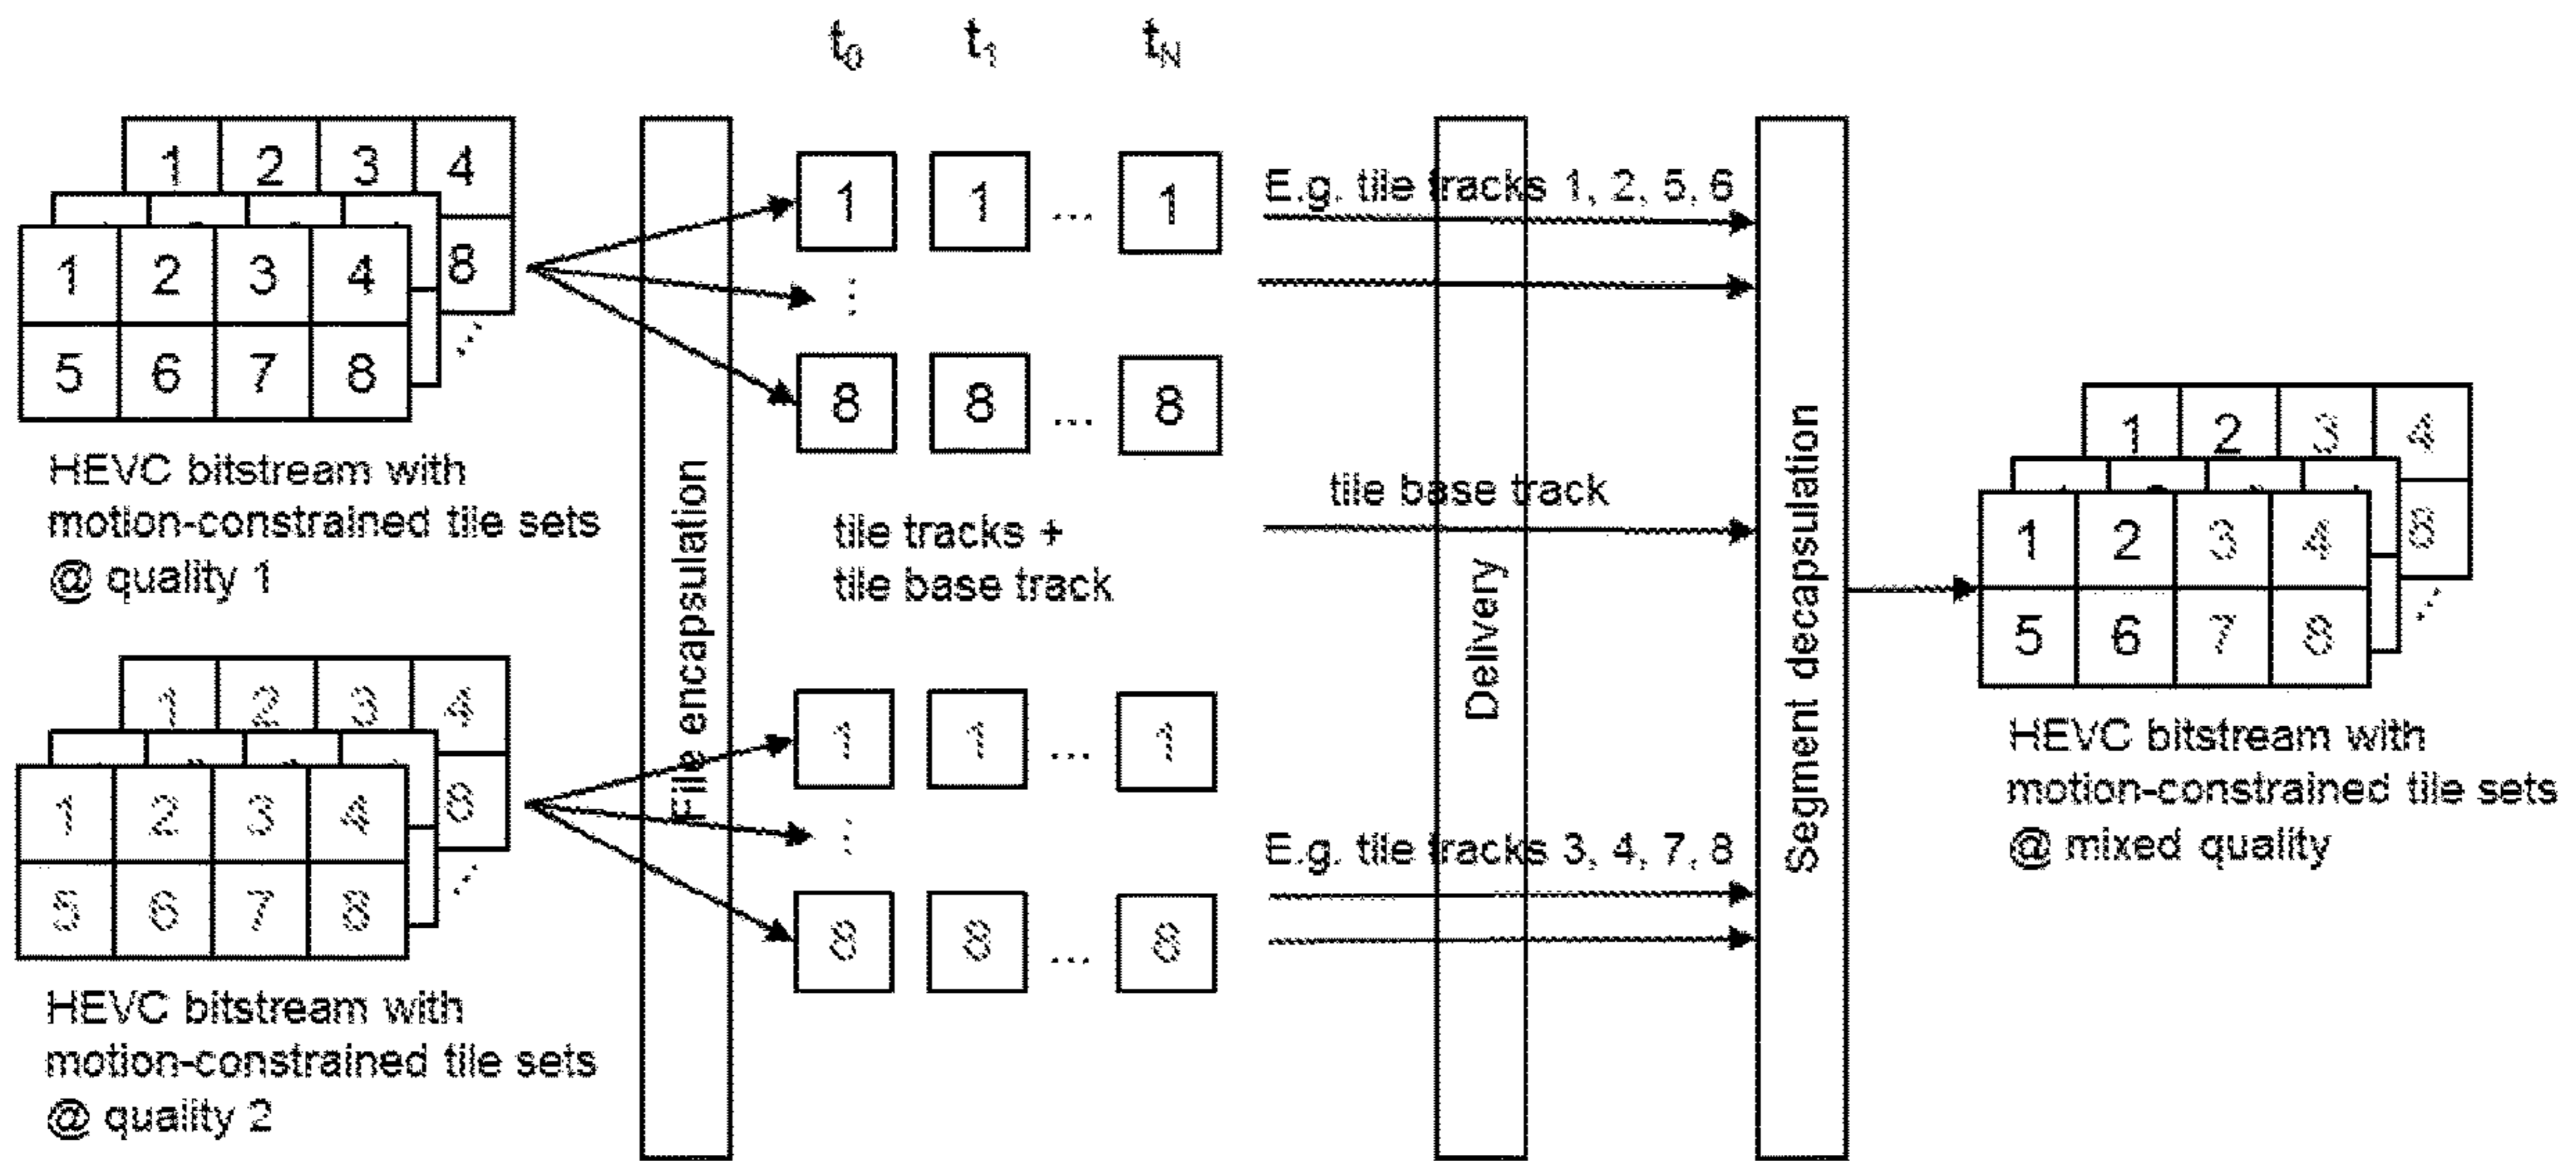 t0 t1 tN
1 2 3 4
8
1 2 3 4
5 6 7 8
HEVC bitstream with
motion-constrained tile sets
@ quality 1
1 2 3 4
8
1 2 3 4
5 6 7 8
HEVC bitstream with
motion-constrained tile sets
@ quality 2
File encapsulation
1 1 ... 1
8 8 ... 8
tile tracks +
tile base track
1 1 ... 1
8 8 ... 8
E.g. tile tracks 1, 2, 5, 6
tile base track
E.g. tile tracks 3, 4, 7, 8
Delivery
Segment decapsulation
1 2 3 4
8
1 2 3 4
5 6 7 8
HEVC bitstream with
motion-constrained tile sets
@ mixed quality